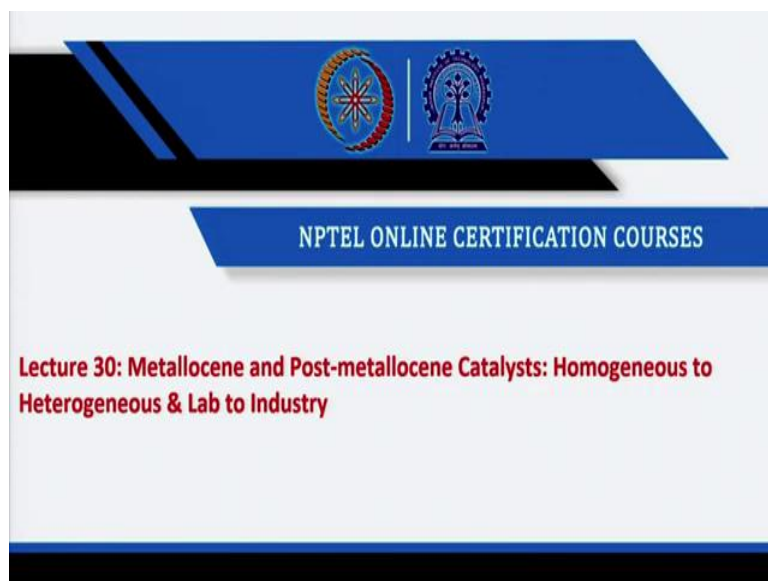 NPTEL ONLINE CERTIFICATION COURSES
Lecture 30: Metallocene and Post-metallocene Catalysts: Homogeneous to
Heterogeneous & Lab to Industry